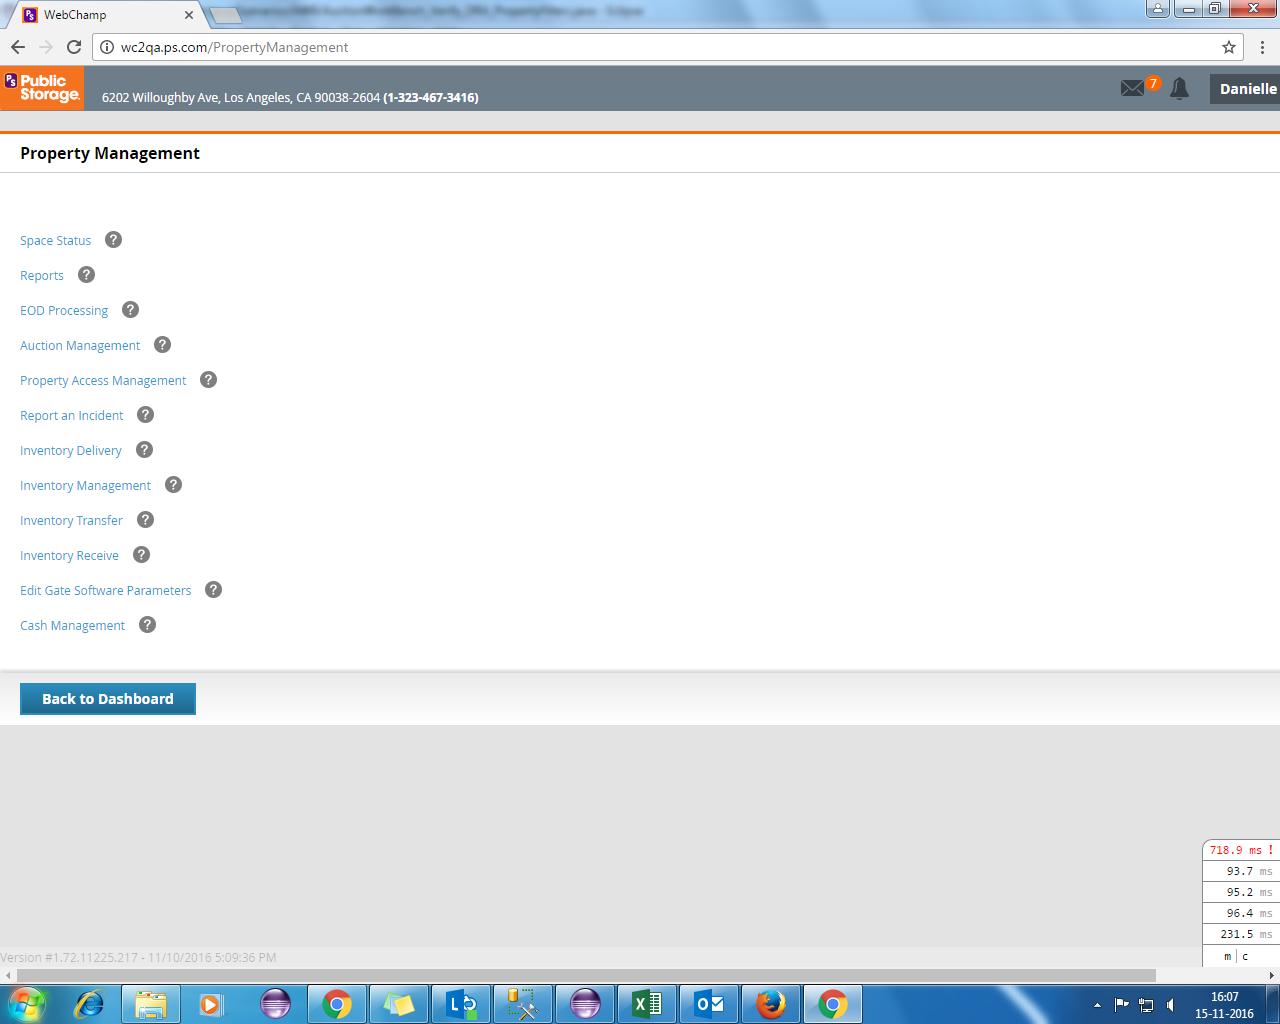 WebChamp
wc2qa.ps.com/PropertyManagement
PS Public
Storage.
6202 Willoughby Ave, Los Angeles, CA 90038-2604 (1-323-467-3416)
7
Danielle
Property Management
Space Status ?
Reports ?
EOD Processing ?
Auction Management ?
Property Access Management ?
Report an Incident ?
Inventory Delivery ?
Inventory Management ?
Inventory Transfer ?
Inventory Receive ?
Edit Gate Software Parameters ?
Cash Management ?
Back to Dashboard
718.9 ms !
93.7 ms
95.2 ms
96.4 ms
231.5 ms
m | c
Version #1.72.11225.217 - 11/10/2016 5:09:36 PM
16:07
15-11-2016